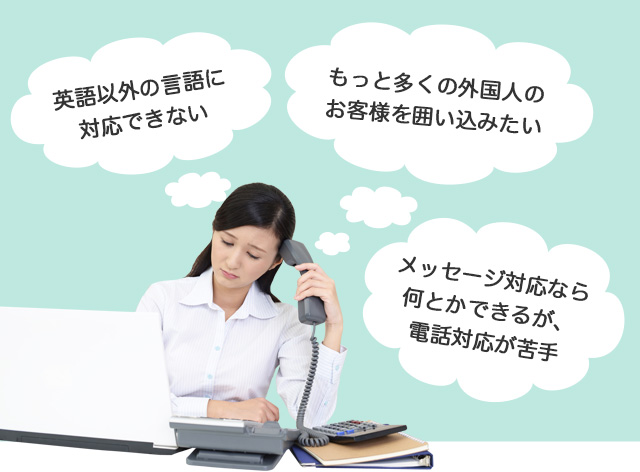 英語以外の言語に
対応できない
もっと多くの外国人の
お客様を囲い込みたい
メッセージ対応なら
何とかできるが、
電話対応が苦手